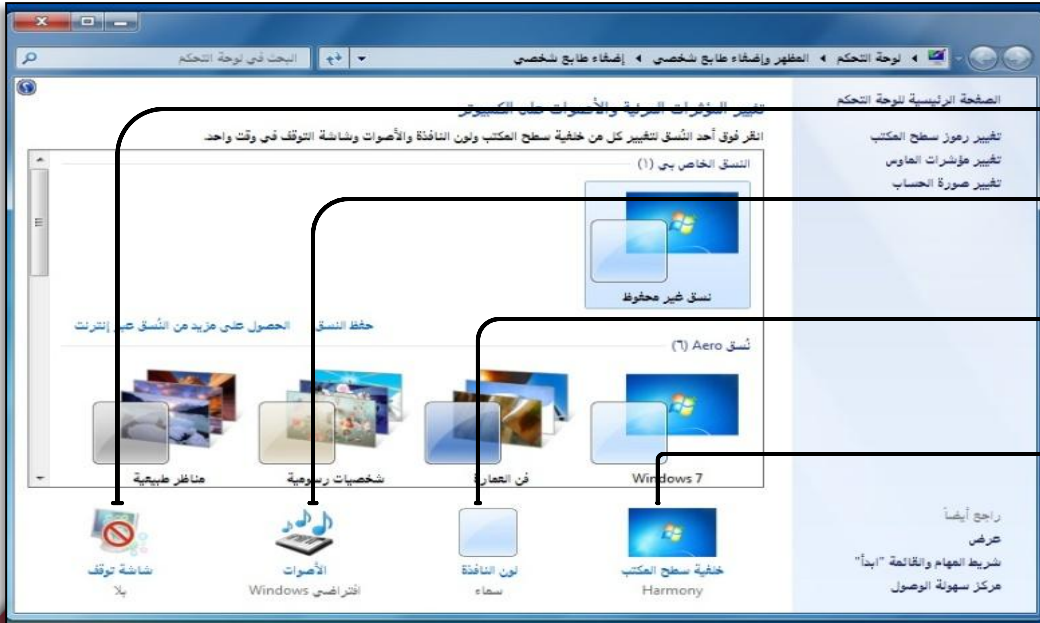 لوحة التحكم ‹ المظهر وإضفاء طابع شخصي ‹ إضفاء طابع شخصي
البحث في لوحة التحكم
الصفحة الرئيسية للوحة التحكم
تغيير رموز سطح المكتب
تغيير مؤشرات الماوس
تغيير صورة الحساب
تغيير المؤثرات المرئية والأصوات على الكمبيوتر
انقر فوق أحد النُسق لتغيير كل من خلفية سطح المكتب ولون النافذة والأصوات وشاشة التوقف في وقت واحد.
النسق الخاص بي (١)
نسق غير محفوظ
حفظ النسق
الحصول على مزيد من النُسق عبر إنترنت
نُسق Aero (٦)
Windows 7
فن العمارة
شخصيات رسومية
مناظر طبيعية
خلفية سطح المكتب
Harmony
لون النافذة
سماء
الأصوات
افتراضي Windows
شاشة توقف
بلا
راجع أيضاً
عرض
شريط المهام والقائمة "ابدأ"
مركز سهولة الوصول